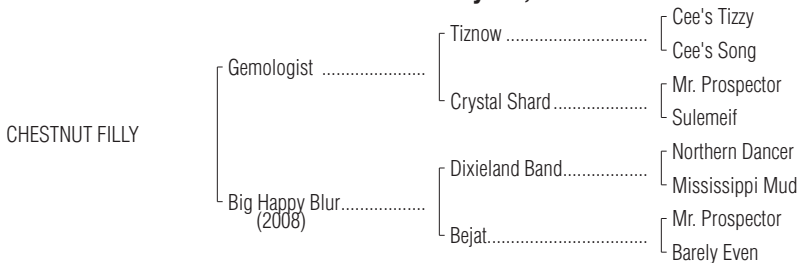 Cee's Tizzy
Tiznow ..............................
Cee's Song
Gemologist ......................
Mr. Prospector
Crystal Shard....................
Sulemeif
CHESTNUT FILLY
Northern Dancer
Dixieland Band..................
Mississippi Mud
Big Happy Blur..................
(2008)
Mr. Prospector
Bejat..................................
Barely Even